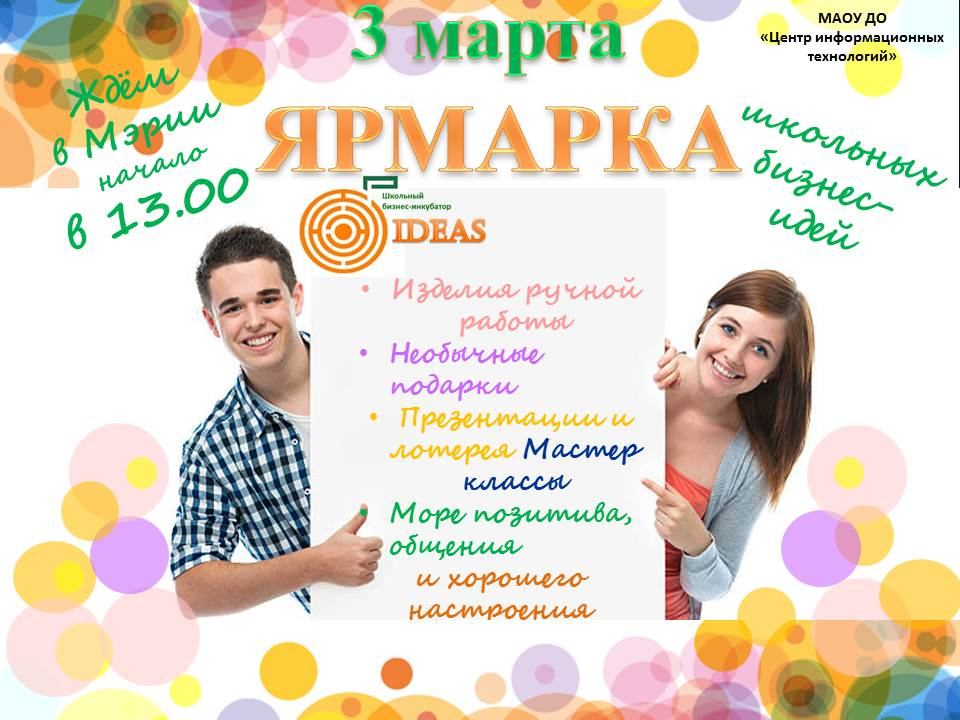 3 марта
МАОУ ДО
«Центр информационных
технологий»
Ждём
в Мэрии
начало
в 13.00
ЯРМАРКА
школьных
бизнес-
идей
Школьный
бизнес-инкубатор
IDEAS
• Изделия ручной
работы
• Необычные
подарки
• Презентации и
лотерея Мастер
классы
• Море позитива,
общения
и хорошего
настроения